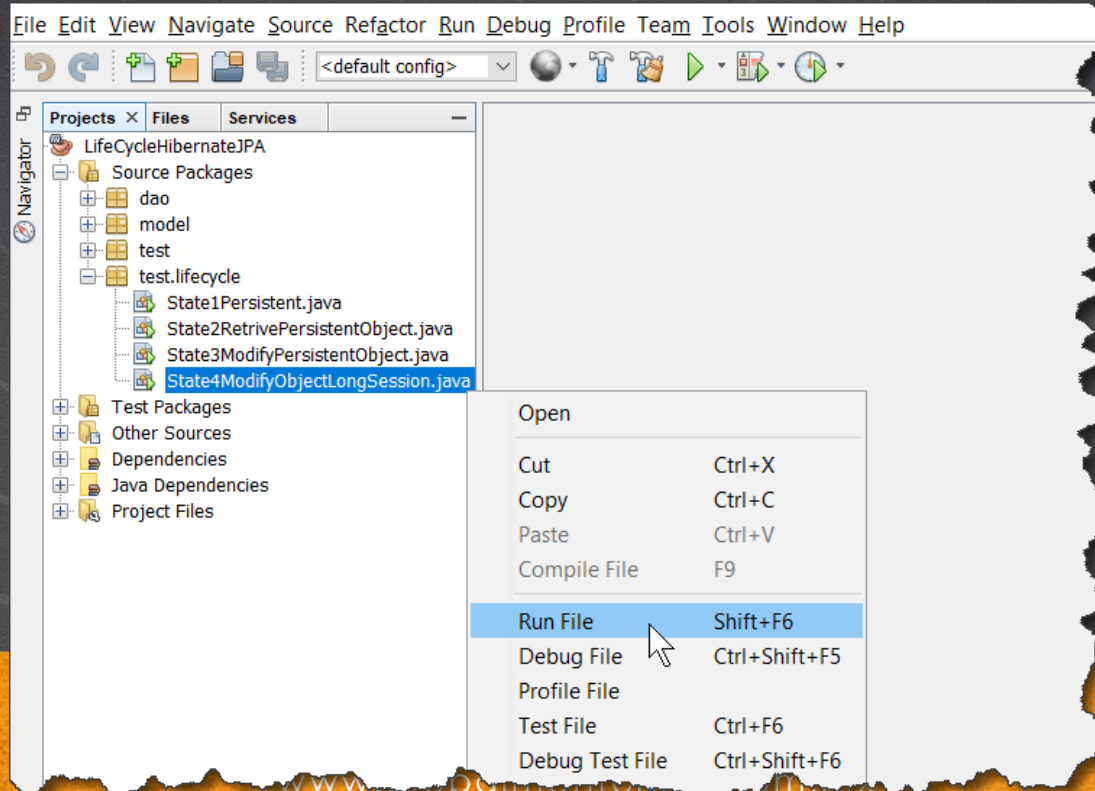 File Edit View Navigate Source Refactor Run Debug Profile Team Tools Window Help
<default config>
Projects Files Services
Navigator
LifeCycleHibernateJPA
Source Packages
dao
model
test
test.lifecycle
State1Persistent.java
State2RetrivePersistentObject.java
State3ModifyPersistentObject.java
State4ModifyObjectLongSession.java
Test Packages
Other Sources
Dependencies
Java Dependencies
Project Files
Open
Cut Ctrl+X
Copy Ctrl+C
Paste Ctrl+V
Compile File F9
Run File Shift+F6
Debug File Ctrl+Shift+F5
Profile File
Test File Ctrl+F6
Debug Test File Ctrl+Shift+F6